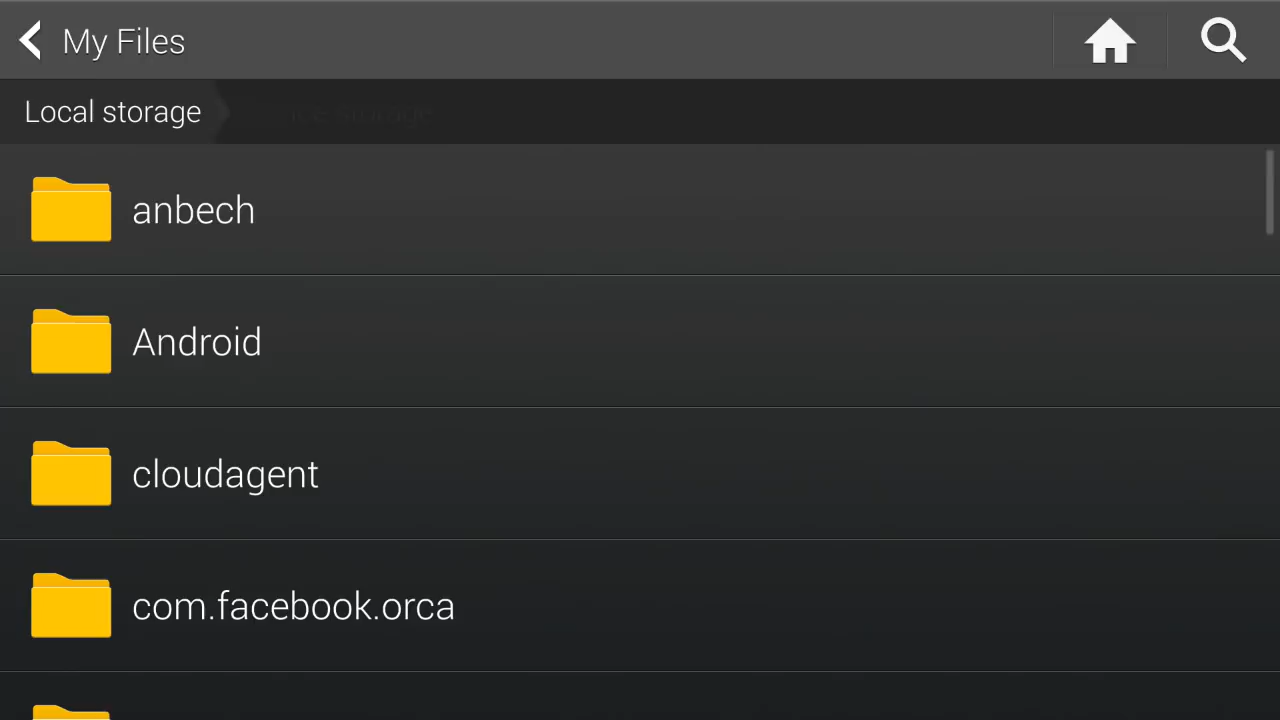 My Files
Local storage
anbech
Android
cloudagent
com.facebook.orca